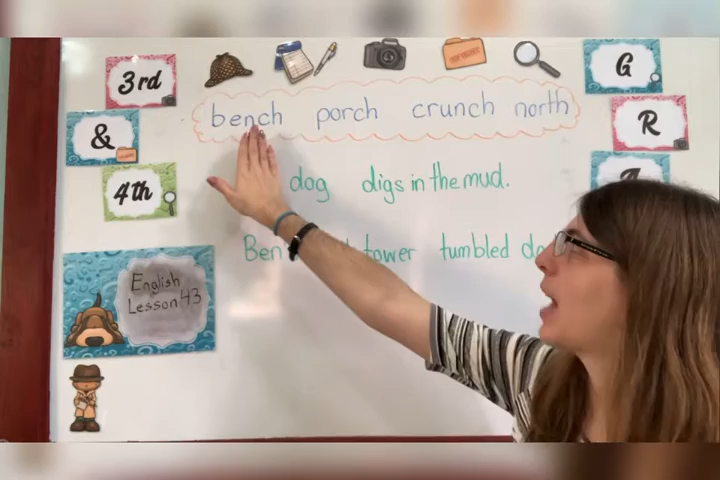 3rd
&
4th
G
R
bench porch crunch north
dog digs in the mud.
Ben tower tumbled do
English
Lesson 43